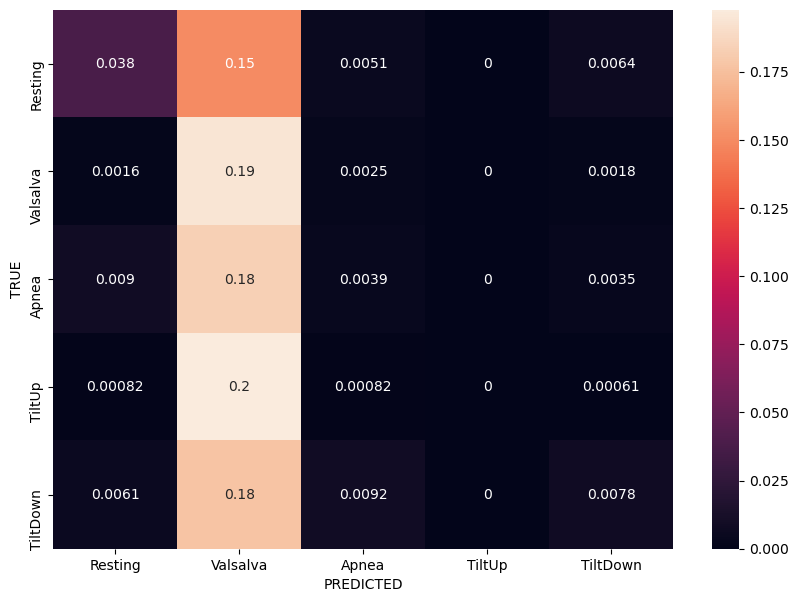 Resting 0.038 0.15 0.0051 0 0.0064
Valsalva 0.0016 0.19 0.0025 0 0.0018
Apnea 0.009 0.18 0.0039 0 0.0035
TiltUp 0.00082 0.2 0.00082 0 0.00061
TiltDown 0.0061 0.18 0.0092 0 0.0078
TRUE
Resting Valsalva Apnea TiltUp TiltDown
PREDICTED
0.175
0.150
0.125
0.100
0.075
0.050
0.025
0.000